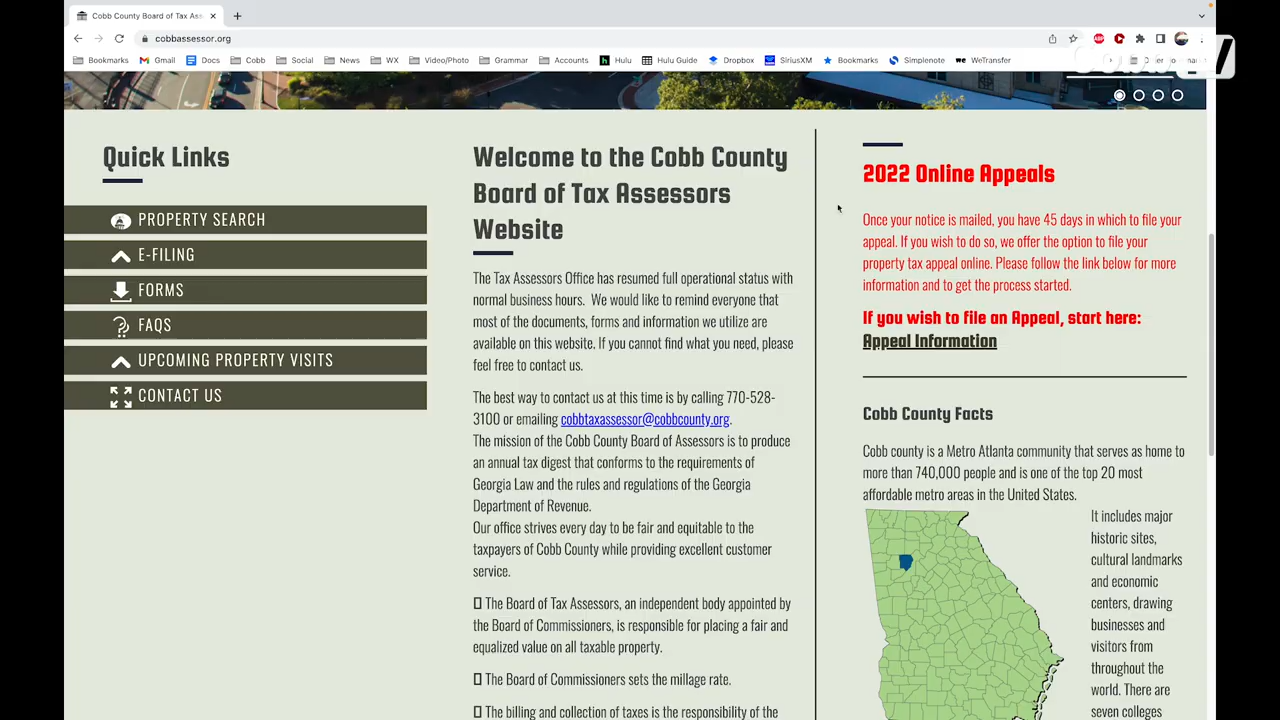 Cobb County Board of Tax Ass
cobbassessor.org
Bookmarks
Gmail
Docs
Cobb
Social
News
WX
Video/Photo
Grammar
Accounts
Hulu
Hulu Guide
Dropbox
SiriusXM
Bookmarks
Simplenote
WeTransfer
Quick Links
PROPERTY SEARCH
E-FILING
FORMS
FAQS
UPCOMING PROPERTY VISITS
CONTACT US
Welcome to the Cobb County
Board of Tax Assessors
Website
The Tax Assessors Office has resumed full operational status with
normal business hours. We would like to remind everyone that
most of the documents, forms and information we utilize are
available on this website. If you cannot find what you need, please
feel free to contact us.
The best way to contact us at this time is by calling 770-528-
3100 or emailing cobbtaxassessor@cobbcounty.org.
The mission of the Cobb County Board of Assessors is to produce
an annual tax digest that conforms to the requirements of
Georgia Law and the rules and regulations of the Georgia
Department of Revenue.
Our office strives every day to be fair and equitable to the
taxpayers of Cobb County while providing excellent customer
service.
The Board of Tax Assessors, an independent body appointed by
the Board of Commissioners, is responsible for placing a fair and
equalized value on all taxable property.
The Board of Commissioners sets the millage rate.
The billing and collection of taxes is the responsibility of the
2022 Online Appeals
Once your notice is mailed, you have 45 days in which to file your
appeal. If you wish to do so, we offer the option to file your
property tax appeal online. Please follow the link below for more
information and to get the process started.
If you wish to file an Appeal, start here:
Appeal Information
Cobb County Facts
Cobb county is a Metro Atlanta community that serves as home to
more than 740,000 people and is one of the top 20 most
affordable metro areas in the United States.
It includes major
historic sites,
cultural landmarks
and economic
centers, drawing
businesses and
visitors from
throughout the
world. There are
seven colleges